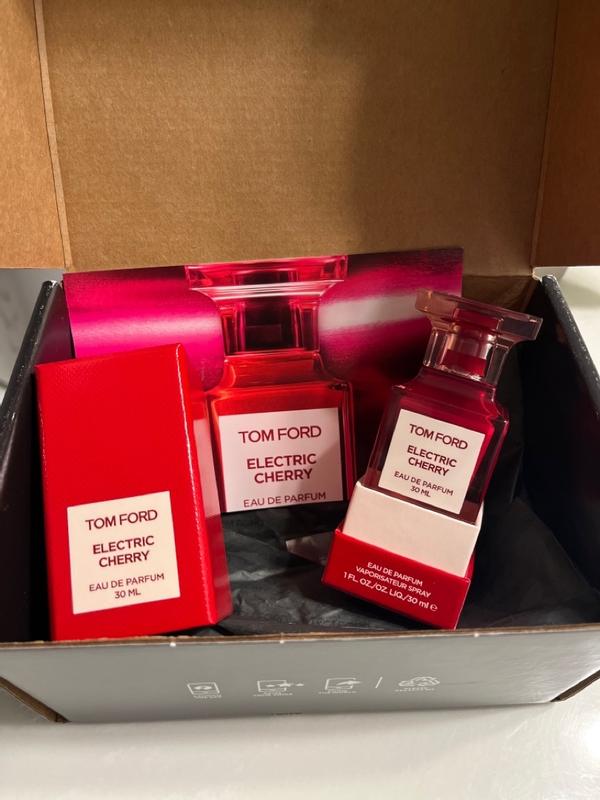 TOM FORD
ELECTRIC
CHERRY
EAU DE PARFUM
TOM FORD
ELECTRIC
CHERRY
EAU DE PARFUM
30 ML
TOM FORD
ELECTRIC
CHERRY
EAU DE PARFUM
30 ML
EAU DE PARFUM
VAPORISATEUR SPRAY
1 FL. OZ./OZ. LIQ./30 ml e